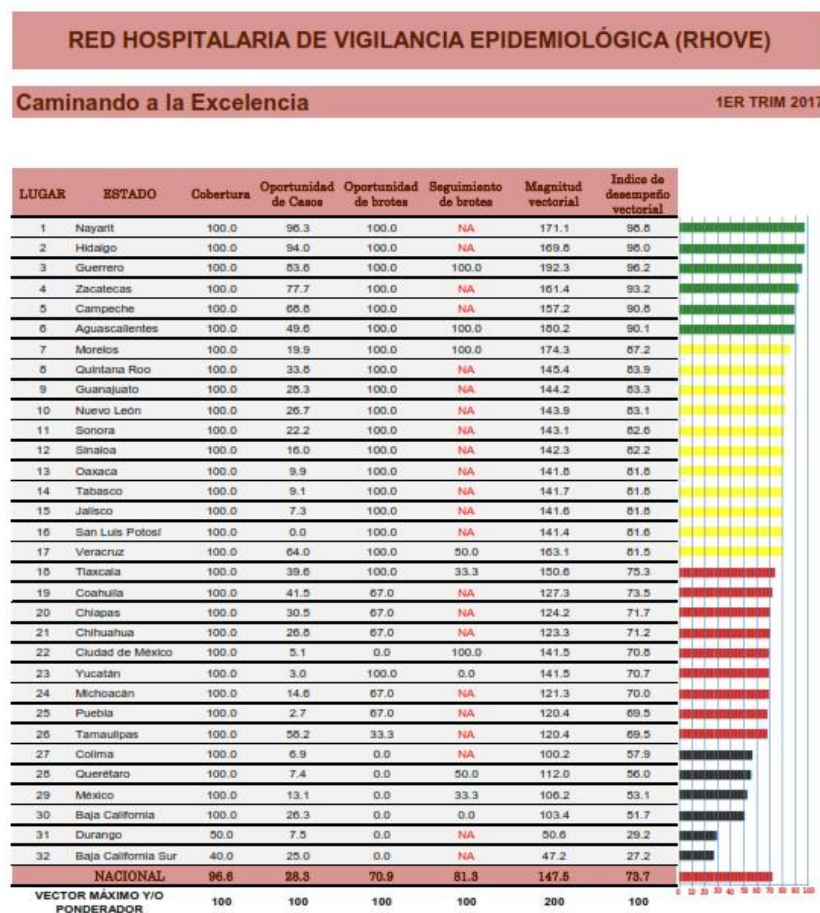 RED HOSPITALARIA DE VIGILANCIA EPIDEMIOLÓGICA (RHOVE)
Caminando a la Excelencia 1ER TRIM 2017
LUGAR ESTADO Cobertura Oportunidad de Casos Oportunidad de brotes Seguimiento de brotes Magnitud vectorial Indice de desempeño vectorial
1 Nayarit 100.0 96.3 100.0 NA 171.1 98.8
2 Hidalgo 100.0 94.0 100.0 NA 169.8 98.0
3 Guerrero 100.0 83.6 100.0 100.0 192.3 96.2
4 Zacatecas 100.0 77.7 100.0 NA 161.4 93.2
5 Campeche 100.0 68.8 100.0 NA 157.2 90.8
6 Aguascalientes 100.0 49.6 100.0 100.0 180.2 90.1
7 Morelos 100.0 19.9 100.0 100.0 174.3 87.2
8 Quintana Roo 100.0 33.8 100.0 NA 145.4 83.9
9 Guanajuato 100.0 28.3 100.0 NA 144.2 83.3
10 Nuevo León 100.0 26.7 100.0 NA 143.9 83.1
11 Sonora 100.0 22.2 100.0 NA 143.1 82.6
12 Sinaloa 100.0 16.0 100.0 NA 142.3 82.2
13 Oaxaca 100.0 9.9 100.0 NA 141.8 81.8
14 Tabasco 100.0 9.1 100.0 NA 141.7 81.8
15 Jalisco 100.0 7.3 100.0 NA 141.6 81.8
16 San Luis Potosí 100.0 0.0 100.0 NA 141.4 81.6
17 Veracruz 100.0 64.0 100.0 50.0 163.1 81.5
18 Tlaxcala 100.0 39.6 100.0 33.3 150.6 75.3
19 Coahuila 100.0 41.5 67.0 NA 127.3 73.5
20 Chiapas 100.0 30.5 67.0 NA 124.2 71.7
21 Chihuahua 100.0 26.8 67.0 NA 123.3 71.2
22 Ciudad de México 100.0 5.1 0.0 100.0 141.5 70.8
23 Yucatán 100.0 3.0 100.0 0.0 141.5 70.7
24 Michoacán 100.0 14.6 67.0 NA 121.3 70.0
25 Puebla 100.0 2.7 67.0 NA 120.4 69.5
26 Tamaulipas 100.0 58.2 33.3 NA 120.4 69.5
27 Colima 100.0 6.9 0.0 NA 100.2 57.9
28 Querétaro 100.0 7.4 0.0 50.0 112.0 56.0
29 México 100.0 13.1 0.0 33.3 106.2 53.1
30 Baja California 100.0 26.3 0.0 0.0 103.4 51.7
31 Durango 50.0 7.5 0.0 NA 50.6 29.2
32 Baja California Sur 40.0 25.0 0.0 NA 47.2 27.2
NACIONAL 96.6 28.3 70.9 81.3 147.5 73.7
0 10 20 30 40 50 60 70 80 90 100
VECTOR MÁXIMO Y/O PONDERADOR 100 100 100 100 200 100